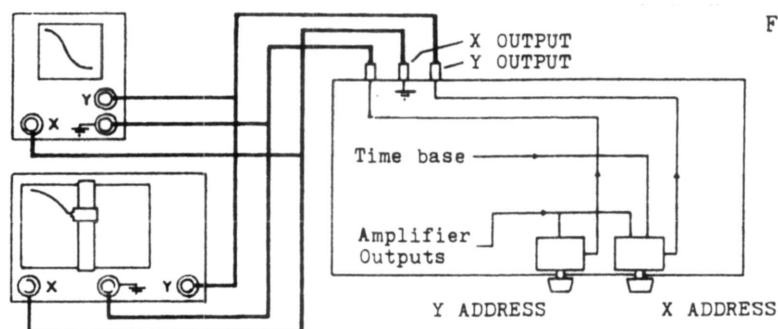 F
X OUTPUT
Y OUTPUT
Y
X
Time base
Amplifier
Outputs
X
Y
Y ADDRESS
X ADDRESS